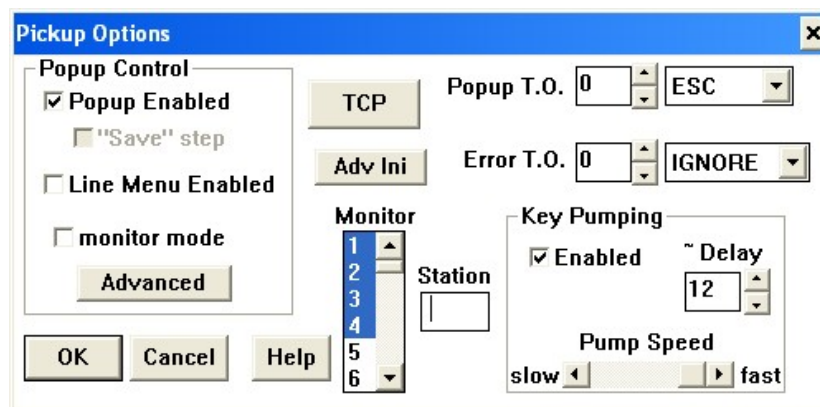 Pickup Options
Popup Control
Popup Enabled
"Save" step
Line Menu Enabled
monitor mode
Advanced
OK
Cancel
Help
TCP
Adv Ini
Popup T.O. 0 ESC
Error T.O. 0 IGNORE
Monitor
1
2
3
4
5
6
Station
Key Pumping
Enabled
~ Delay
12
Pump Speed
slow fast